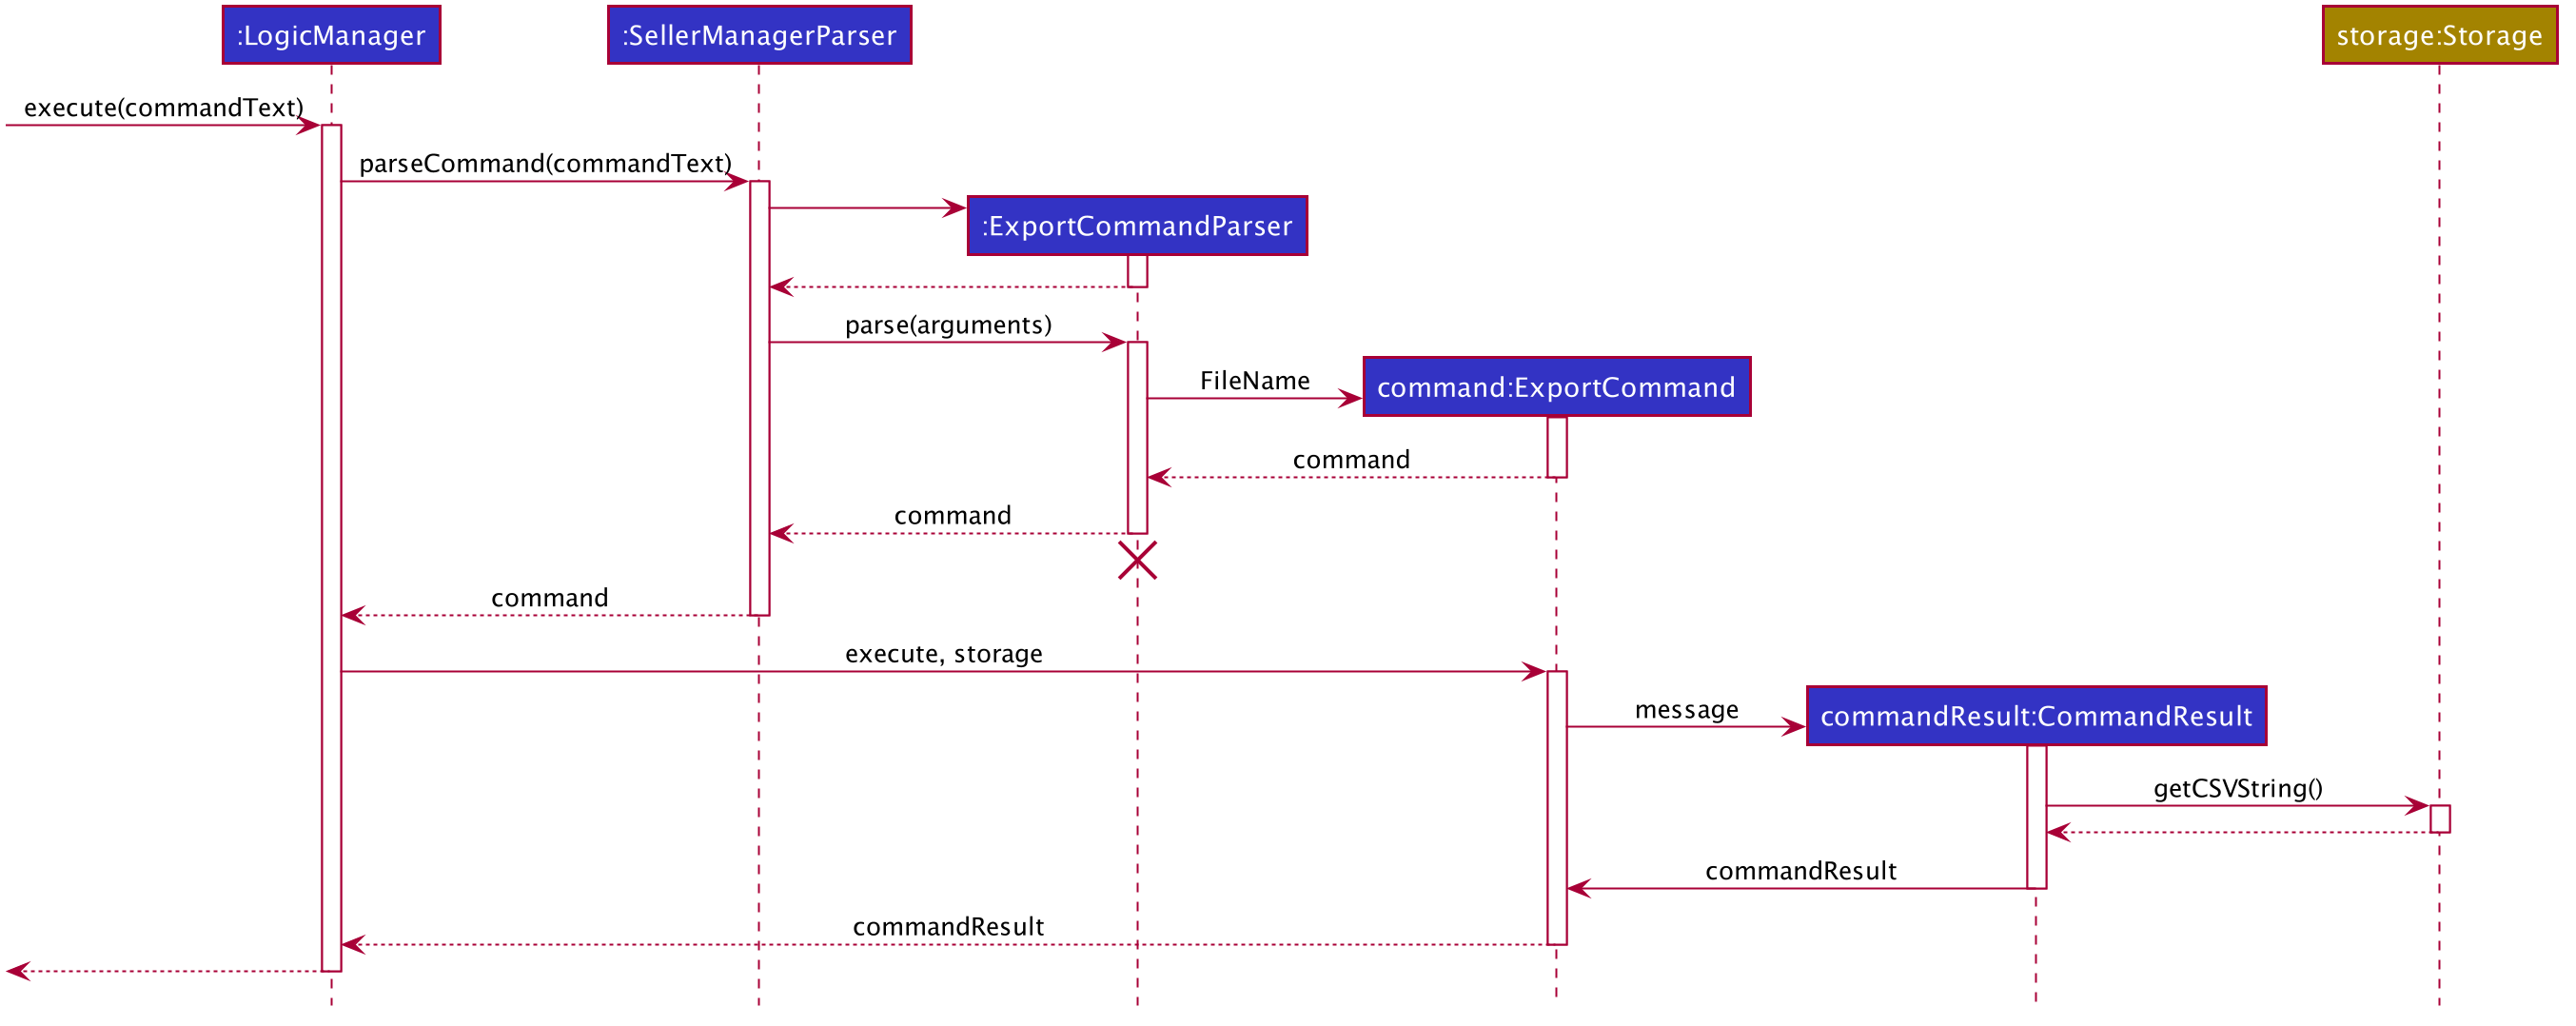 :LogicManager
:SellerManagerParser
storage:Storage
execute(commandText)
parseCommand(commandText)
:ExportCommandParser
parse(arguments)
FileName
command:ExportCommand
command
command
command
execute, storage
message
commandResult:CommandResult
getCSVString()
commandResult
commandResult